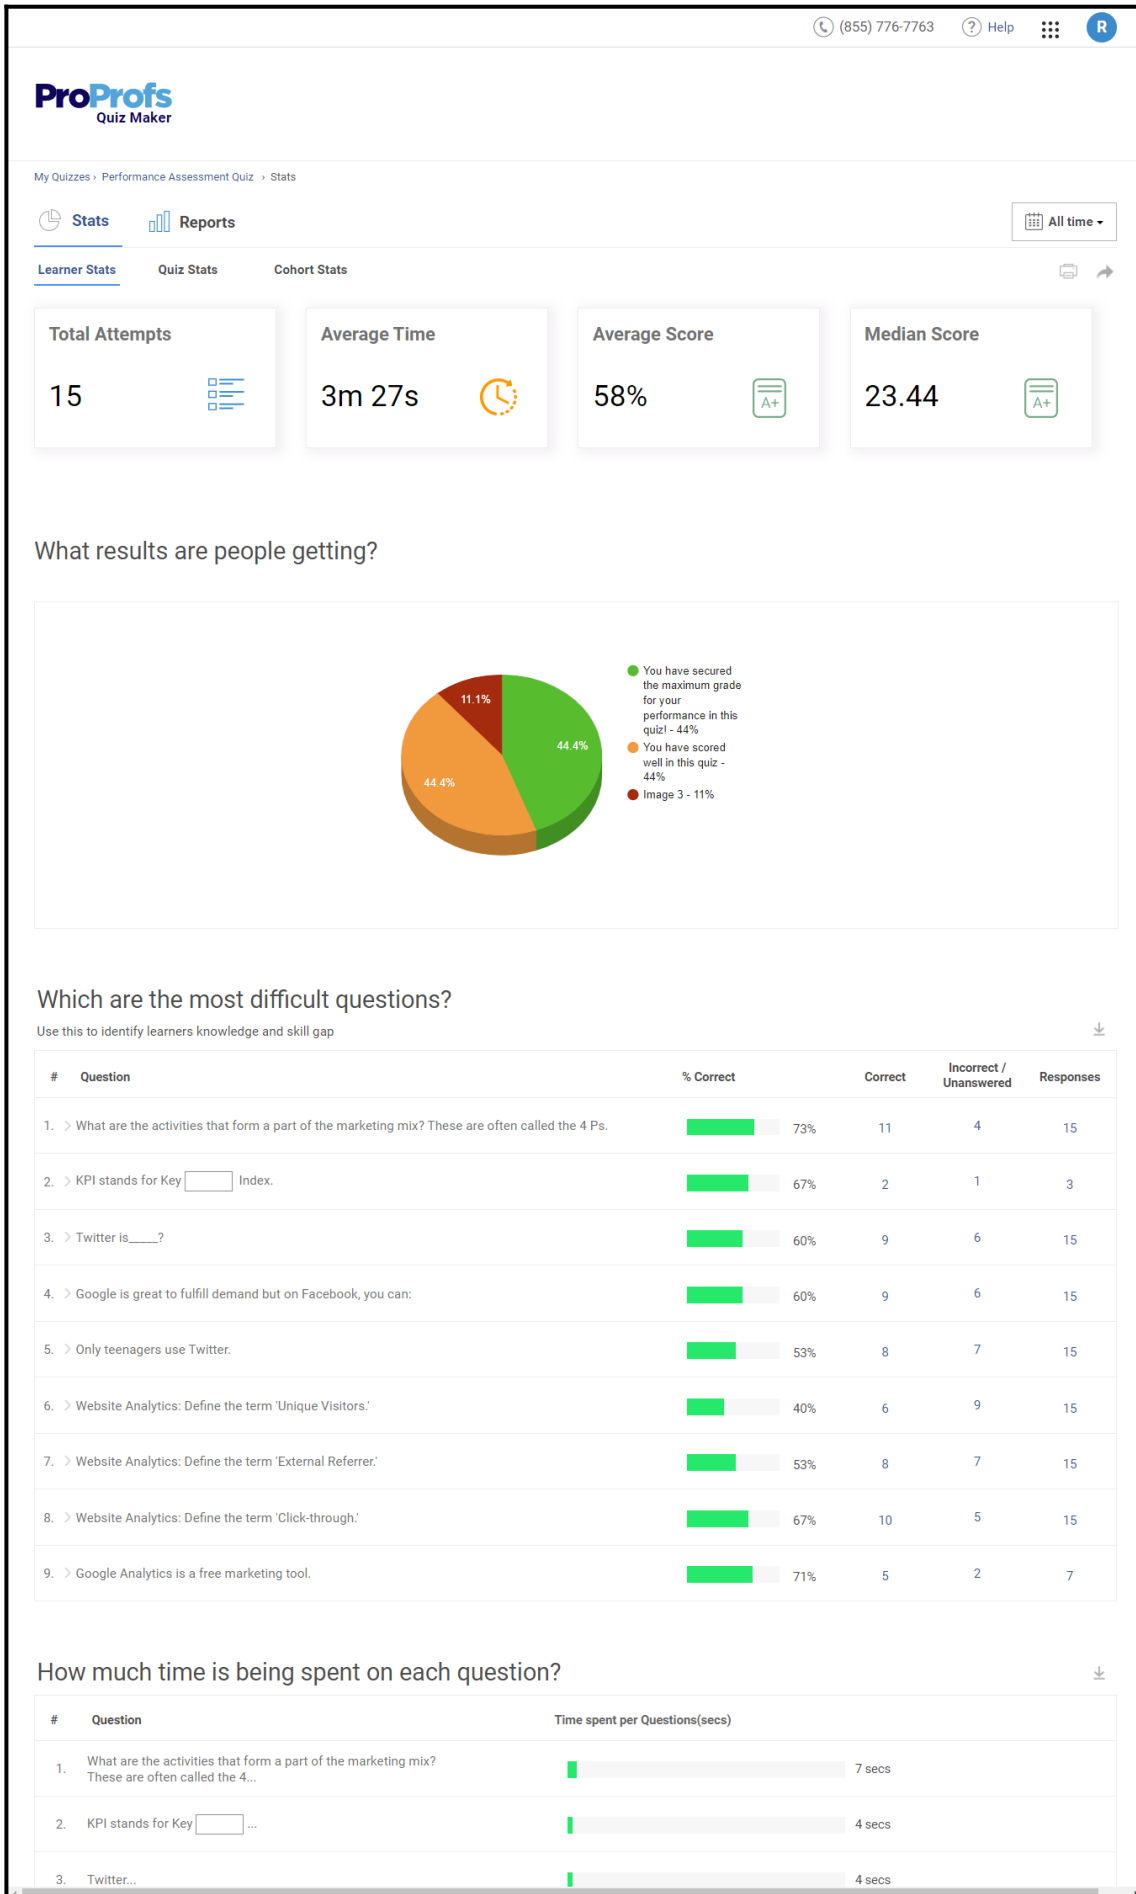 (855) 776-7763 ? Help R
ProProfs
Quiz Maker
My Quizzes › Performance Assessment Quiz › Stats
Stats Reports All time
Learner Stats Quiz Stats Cohort Stats
Total Attempts Average Time Average Score Median Score
15 3m 27s 58% A+ 23.44 A+
What results are people getting?
You have secured
the maximum grade
for your
performance in this
quiz! - 44%
You have scored
well in this quiz -
44%
Image 3 - 11%
11.1%
44.4%
44.4%
Which are the most difficult questions?
Use this to identify learners knowledge and skill gap
# Question % Correct Correct Incorrect / Unanswered Responses
1. What are the activities that form a part of the marketing mix? These are often called the 4 Ps. 73% 11 4 15
2. KPI stands for Key Index. 67% 2 1 3
3. Twitter is_____? 60% 9 6 15
4. Google is great to fulfill demand but on Facebook, you can: 60% 9 6 15
5. Only teenagers use Twitter. 53% 8 7 15
6. Website Analytics: Define the term 'Unique Visitors.' 40% 6 9 15
7. Website Analytics: Define the term 'External Referrer.' 53% 8 7 15
8. Website Analytics: Define the term 'Click-through.' 67% 10 5 15
9. Google Analytics is a free marketing tool. 71% 5 2 7
How much time is being spent on each question?
# Question Time spent per Questions(secs)
1. What are the activities that form a part of the marketing mix?
These are often called the 4... 7 secs
2. KPI stands for Key ... 4 secs
3. Twitter... 4 secs